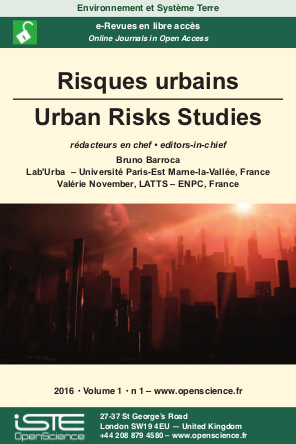 Environnement et Système Terre
e-Revues en libre accès
Online Journals in Open Access
Risques urbains
Urban Risks Studies
rédacteurs en chef • editors-in-chief
Bruno Barroca
Lab'Urba – Université Paris-Est Marne-la-Vallée, France
Valérie November, LATTS – ENPC, France
2016 • Volume 1 • n 1 – www.openscience.fr
iSTE
OpenScience
27-37 St George's Road
London SW19 4EU — United Kingdom
+44 208 879 4580 – www.iste.co.uk